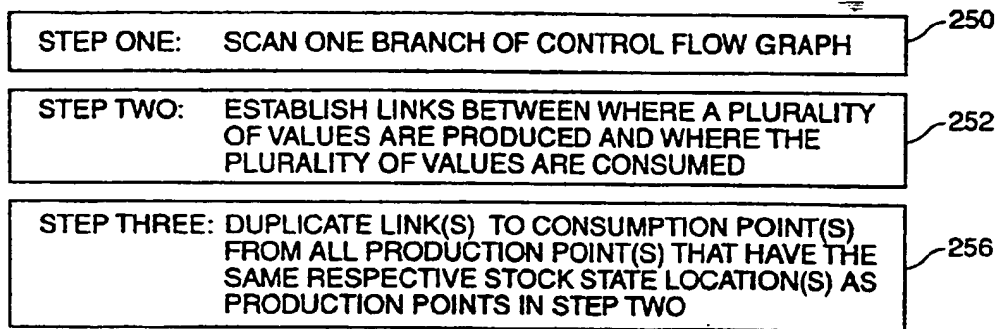 STEP ONE: SCAN ONE BRANCH OF CONTROL FLOW GRAPH
250
STEP TWO: ESTABLISH LINKS BETWEEN WHERE A PLURALITY
OF VALUES ARE PRODUCED AND WHERE THE
PLURALITY OF VALUES ARE CONSUMED
252
STEP THREE: DUPLICATE LINK(S) TO CONSUMPTION POINT(S)
FROM ALL PRODUCTION POINT(S) THAT HAVE THE
SAME RESPECTIVE STOCK STATE LOCATION(S) AS
PRODUCTION POINTS IN STEP TWO
256